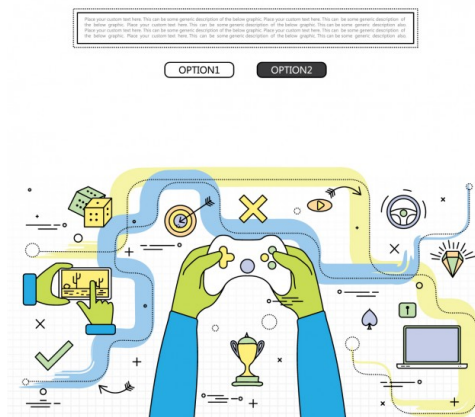 Place your custom text here. This can be some generic description of the below graphic. Place your custom text here. This can be some generic description of
the below graphic. Place your custom text here. This can be some generic description of the below graphic. Place your custom text here. This can be some generic description also
Place your custom text here. This can be some generic description of the below graphic. Place your custom text here. This can be some generic description of
the below graphic. Place your custom text here. This can be some generic description of the below graphic. This can be some generic description also
OPTION1
OPTION2